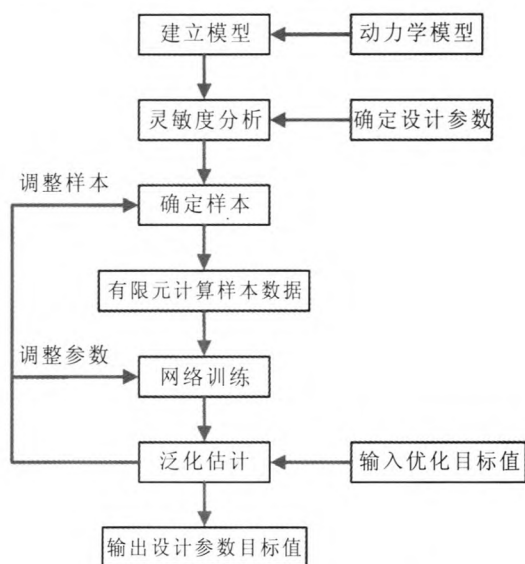 建立模型
动力学模型
灵敏度分析
确定设计参数
调整样本
确定样本
有限元计算样本数据
调整参数
网络训练
泛化估计
输入优化目标值
输出设计参数目标值